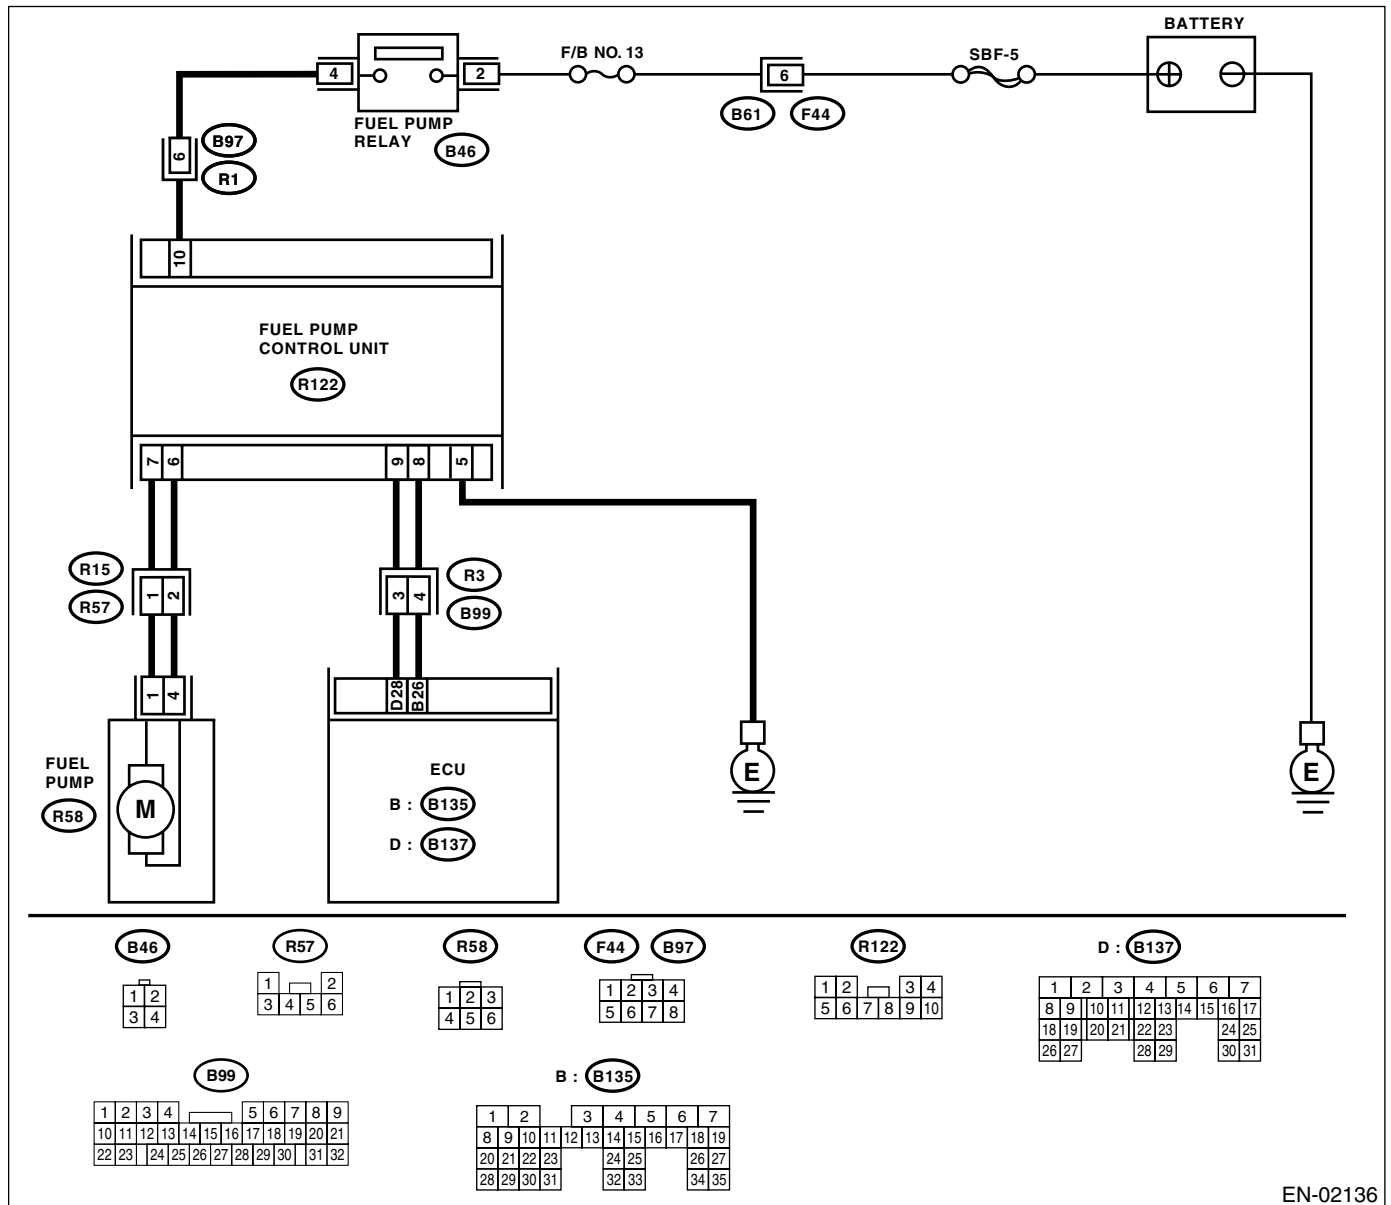 BATTERY
F/B NO. 13
SBF-5
4
2
6
FUEL PUMP
RELAY
B46
B61
F44
6
B97
R1
10
FUEL PUMP
CONTROL UNIT
R122
7 6 9 8 5
R15
R57
1 2
R3
B99
3 4
1 4
D28 B26
FUEL
PUMP
R58
M
ECU
B : B135
D : B137
E
E
B46
1 2
3 4
R57
1 2
3 4 5 6
R58
1 2 3
4 5 6
F44 B97
1 2 3 4
5 6 7 8
R122
1 2 3 4
5 6 7 8 9 10
D : B137
1 2 3 4 5 6 7
8 9 10 11 12 13 14 15 16 17
18 19 20 21 22 23 24 25
26 27 28 29 30 31
B99
1 2 3 4 5 6 7 8 9
10 11 12 13 14 15 16 17 18 19 20 21
22 23 24 25 26 27 28 29 30 31 32
B : B135
1 2 3 4 5 6 7
8 9 10 11 12 13 14 15 16 17 18 19
20 21 22 23 24 25 26 27
28 29 30 31 32 33 34 35
EN-02136